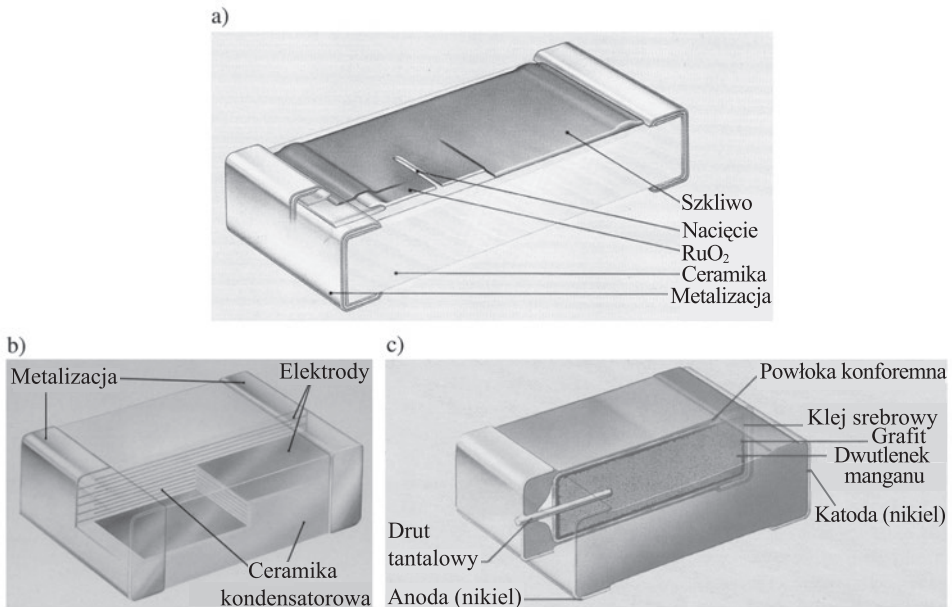 a)
Szkliwo
Nacięcie
RuO₂
Ceramika
Metalizacja
b)
Metalizacja
Elektrody
Ceramika
kondensatorowa
c)
Powłoka konforemna
Klej srebrowy
Grafit
Dwutlenek
manganu
Katoda (nikiel)
Drut
tantalowy
Anoda (nikiel)